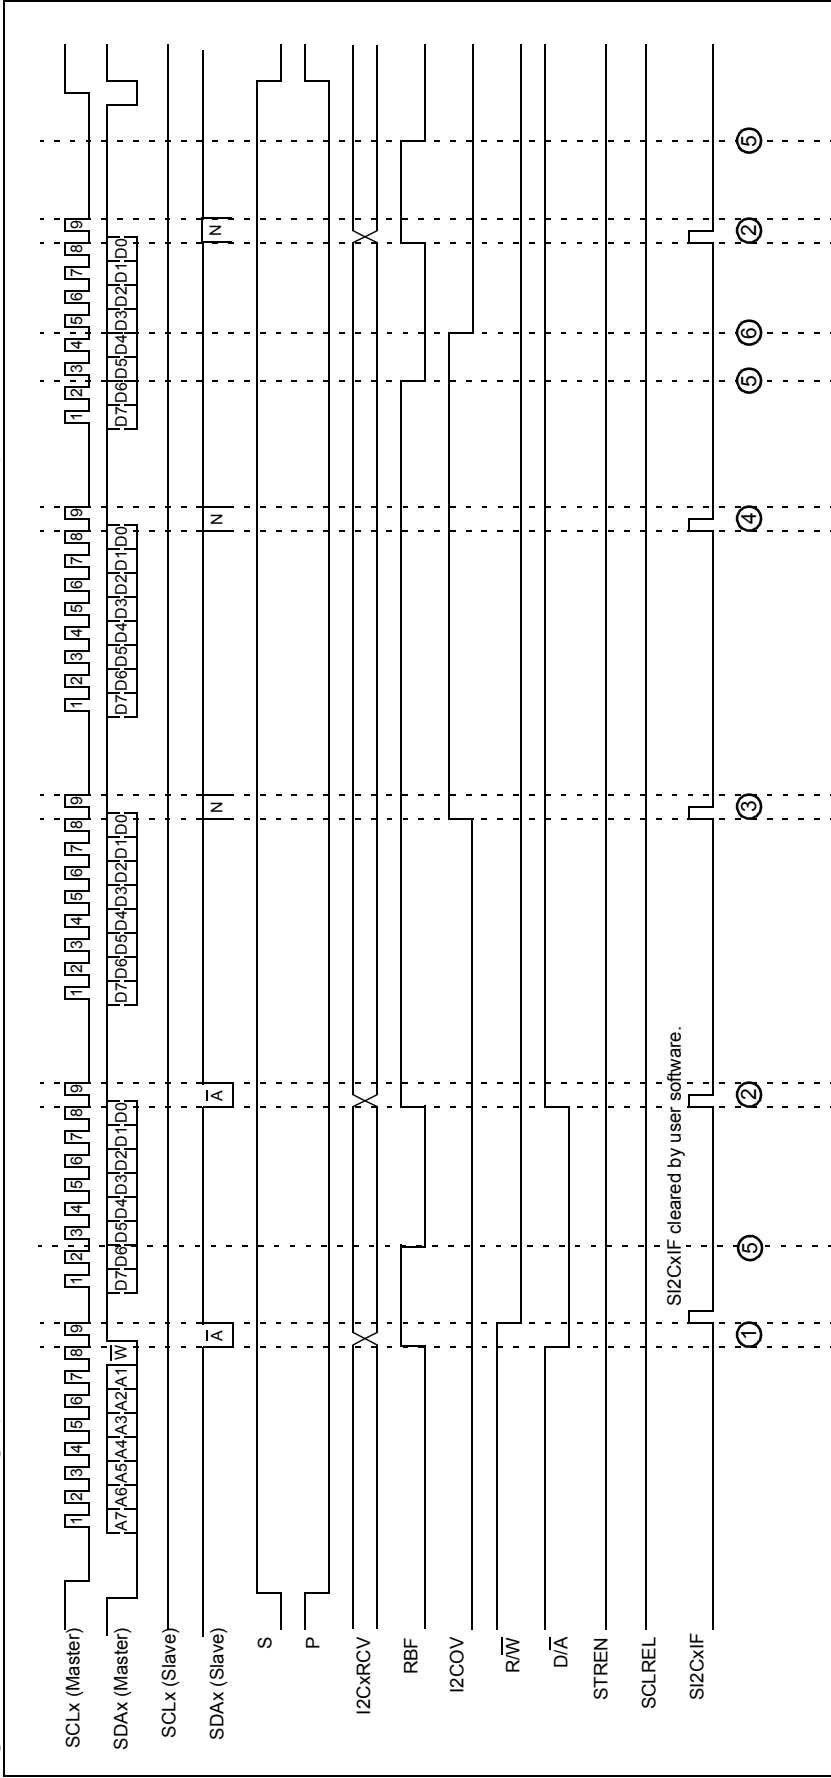 SCLx (Master)
1 2 3 4 5 6 7 8 9 1 2 3 4 5 6 7 8 9 1 2 3 4 5 6 7 8 9 1 2 3 4 5 6 7 8 9 1 2 3 4 5 6 7 8 9
SDAx (Master)
A7 A6 A5 A4 A3 A2 A1 W̅ D7 D6 D5 D4 D3 D2 D1 D0 D7 D6 D5 D4 D3 D2 D1 D0 D7 D6 D5 D4 D3 D2 D1 D0 D7 D6 D5 D4 D3 D2 D1 D0
SCLx (Slave)
SDAx (Slave)
A̅ A̅ N N N
S
P
I2CxRCV
RBF
I2COV
R/W̅
D/A̅
STREN
SCLREL
SI2CxIF cleared by user software.
SI2CxIF
1 5 2 3 4 5 6 2 5